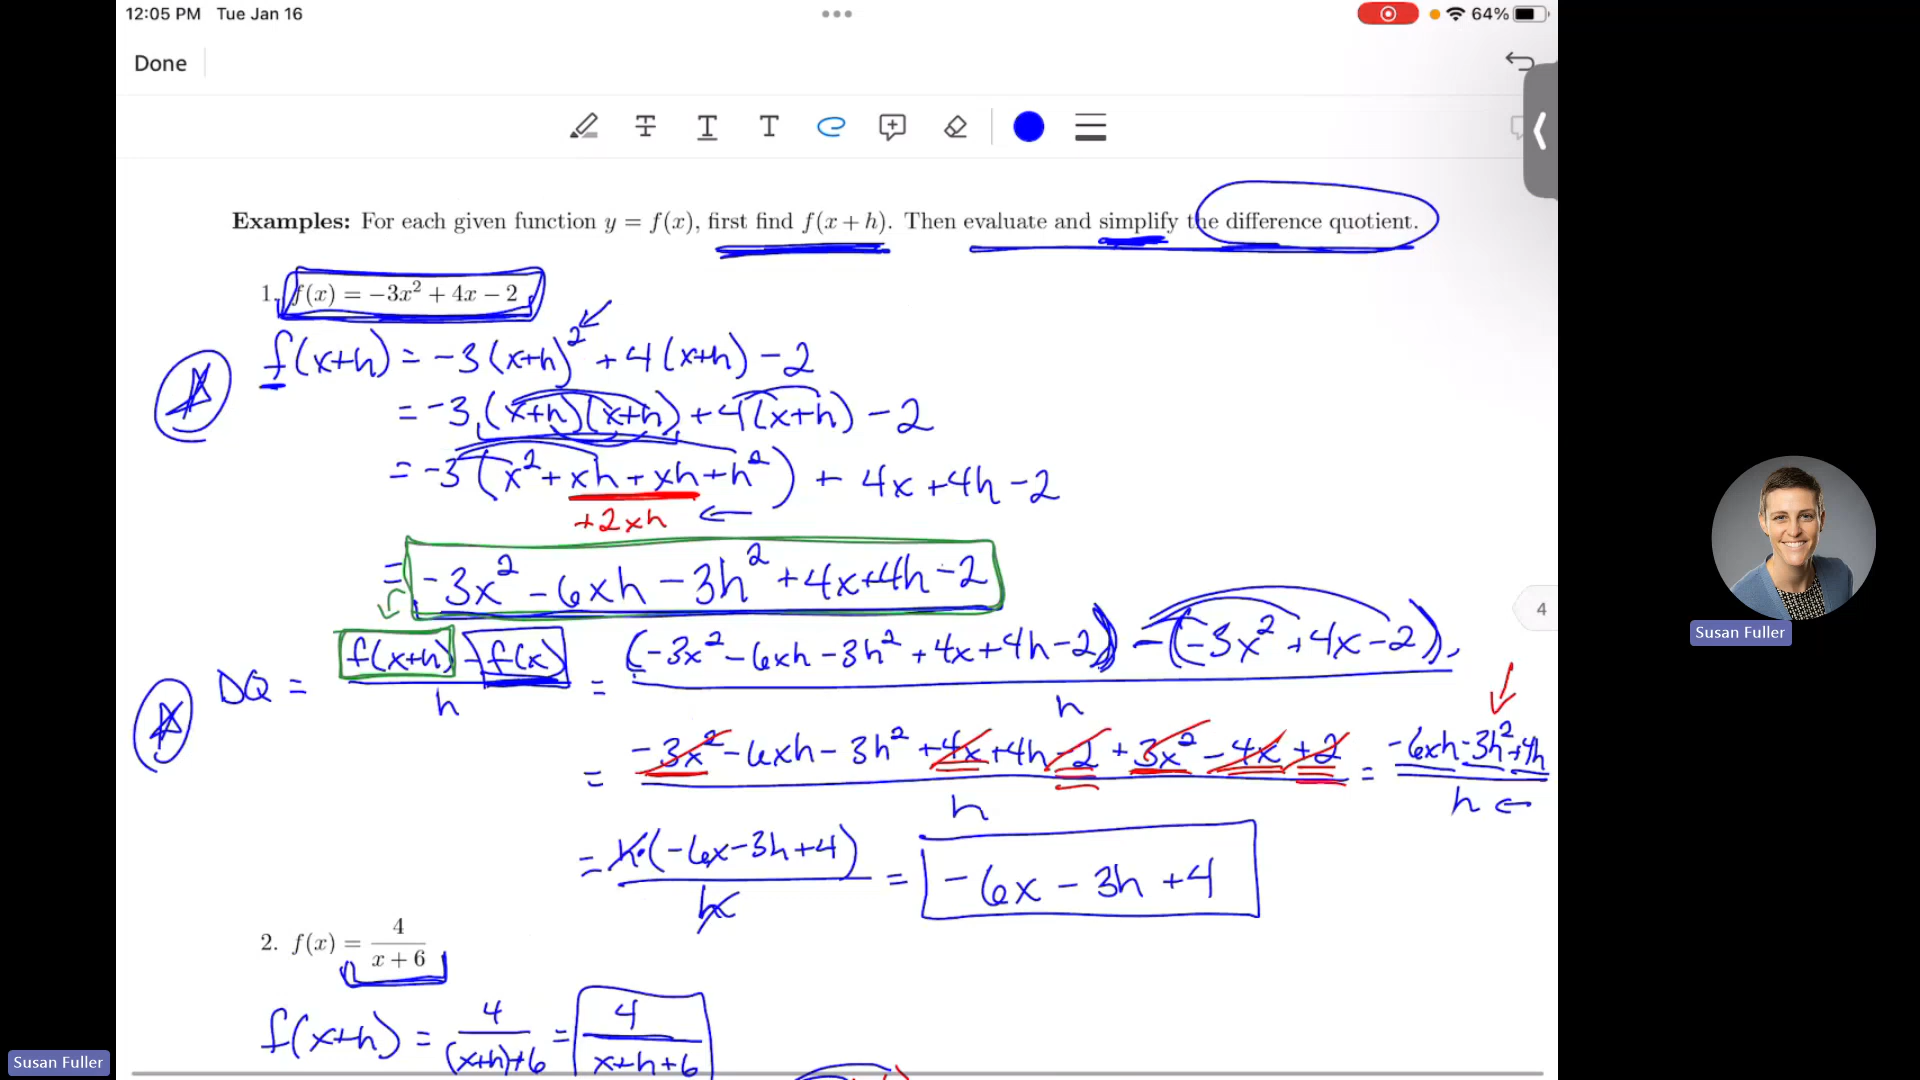 12:05 PM Tue Jan 16
64%
Done
Examples: For each given function y = f(x), first find f(x + h). Then evaluate and simplify the difference quotient.
1. f(x) = −3x² + 4x − 2
f(x+h) = -3(x+h)² + 4(x+h) - 2
= -3(x+h)(x+h) + 4(x+h) - 2
= -3(x² + xh + xh + h²) + 4x + 4h - 2
+2xh
= -3x² - 6xh - 3h² + 4x + 4h - 2
DQ = f(x+h) - f(x) / h = (-3x² - 6xh - 3h² + 4x + 4h - 2) - (-3x² + 4x - 2) / h
= -3x² - 6xh - 3h² + 4x + 4h - 2 + 3x² - 4x + 2 / h = -6xh - 3h² + 4h / h
= h·(-6x - 3h + 4) / h = -6x - 3h + 4
2. f(x) = 4 / x + 6
f(x+h) = 4 / (x+h)+6 = 4 / x+h+6
4
Susan Fuller
Susan Fuller